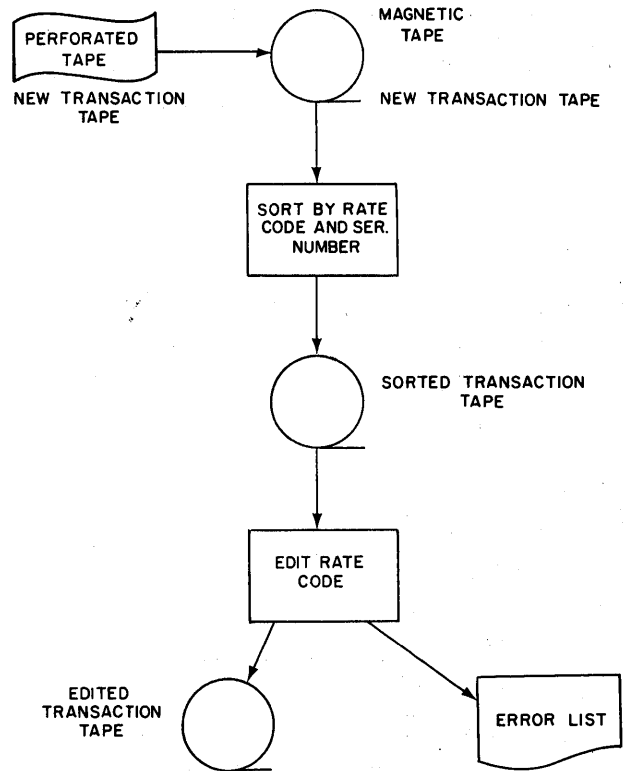 PERFORATED
TAPE
NEW TRANSACTION
TAPE
MAGNETIC
TAPE
NEW TRANSACTION TAPE
SORT BY RATE
CODE AND SER.
NUMBER
SORTED TRANSACTION
TAPE
EDIT RATE
CODE
EDITED
TRANSACTION
TAPE
ERROR LIST